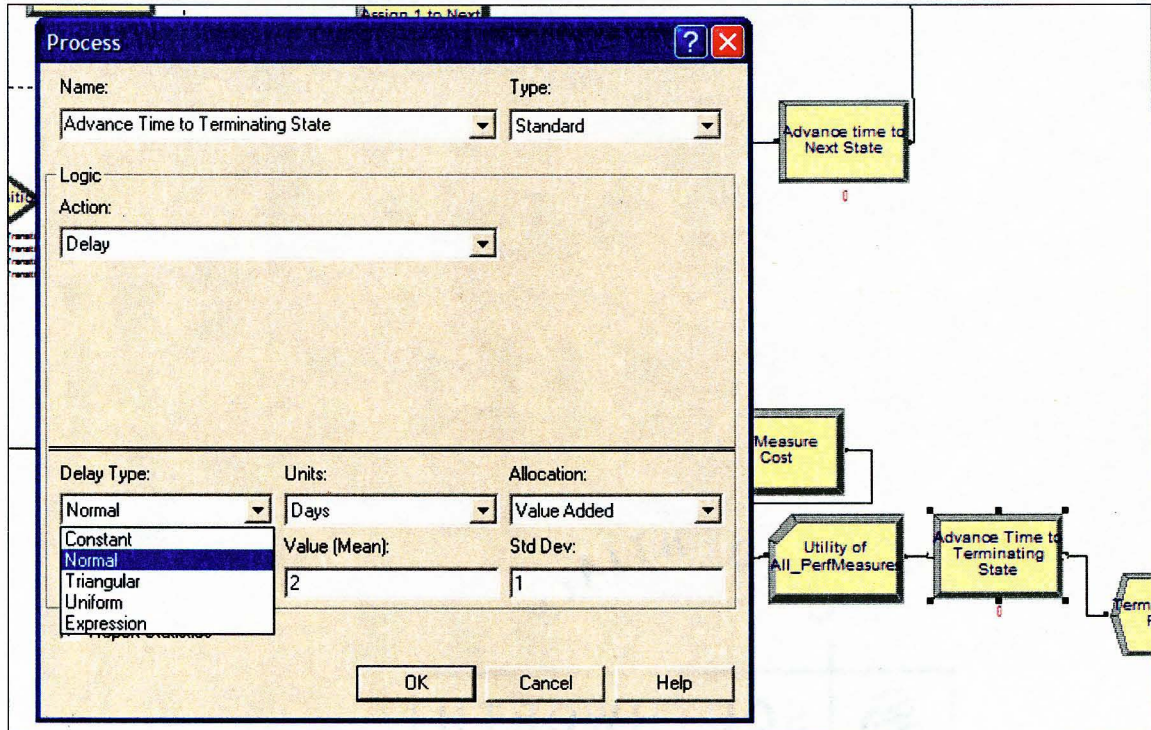 Assign 1 to Next
Process
Name:
Type:
Advance Time to Terminating State
Standard
Advance time to
Next State
0
Logic
Action:
Delay
Measure
Cost
Delay Type:
Units:
Allocation:
Normal
Days
Value Added
Constant
Normal
Triangular
Uniform
Expression
Value (Mean):
Std Dev:
2
1
Utility of
All_PerfMeasures
Advance Time to
Terminating
State
0
Report Statistics
OK
Cancel
Help